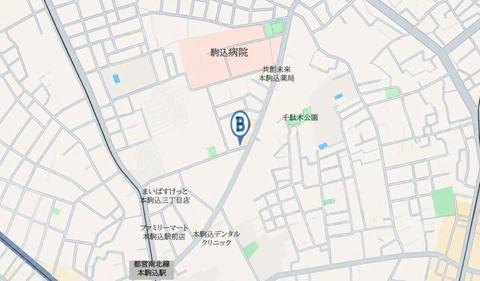 駒込病院
共創未来
本駒込薬局
千駄木公園
B
まいばすけっと
本駒込三丁目店
ファミリーマート
本駒込駅前店
本駒込デンタル
クリニック
都営南北線
本駒込駅